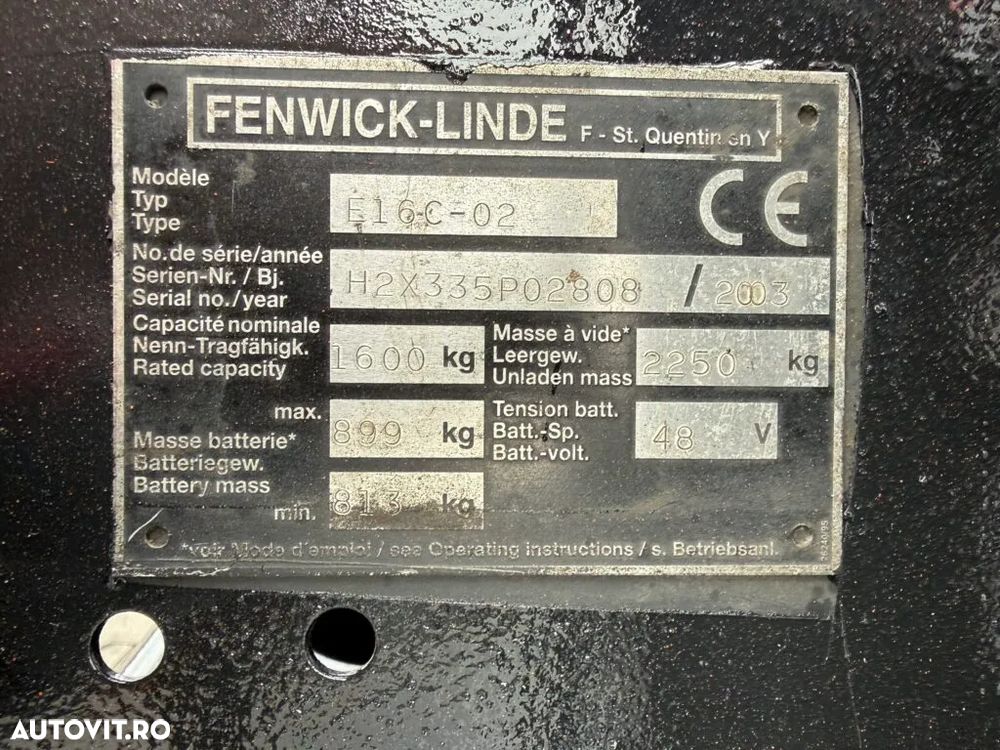 FENWICK-LINDE F - St. Quentin en Y
Modèle
Typ
Type
E16C-02
No.de série/année
Serien-Nr. / Bj.
Serial no./year
H2X335P02808 / 2003
Capacité nominale
Nenn-Tragfähigk.
Rated capacity
1600 kg
Masse à vide*
Leergew.
Unladen mass
2250 kg
max.
899 kg
Masse batterie*
Batteriegew.
Battery mass
min.
813 kg
Tension batt.
Batt.-Sp.
Batt.-volt.
48 V
CE
*voir Mode d'emploi / see Operating instructions / s. Betriebsanl.
AUTOVIT.RO